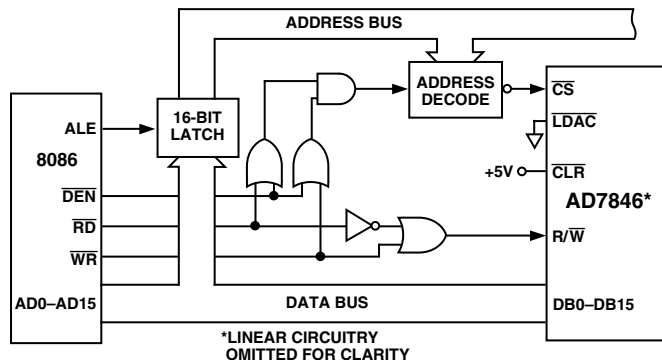 ADDRESS BUS
ADDRESS
DECODE
CS
16-BIT
LATCH
ALE
LDAC
8086
+5V
CLR
AD7846*
DEN
RD
R/W
WR
AD0–AD15
DATA BUS
DB0–DB15
*LINEAR CIRCUITRY
OMITTED FOR CLARITY